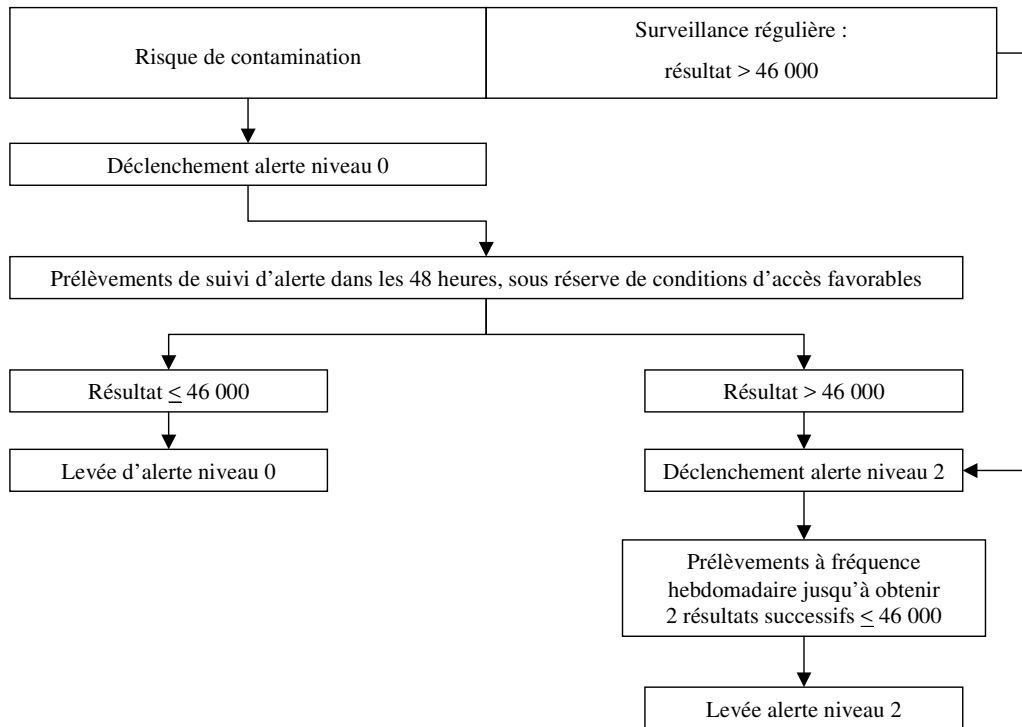 Risque de contamination
Surveillance régulière :
résultat > 46 000
Déclenchement alerte niveau 0
Prélèvements de suivi d’alerte dans les 48 heures, sous réserve de conditions d’accès favorables
Résultat ≤ 46 000
Résultat > 46 000
Levée d’alerte niveau 0
Déclenchement alerte niveau 2
Prélèvements à fréquence
hebdomadaire jusqu’à obtenir
2 résultats successifs ≤ 46 000
Levée alerte niveau 2